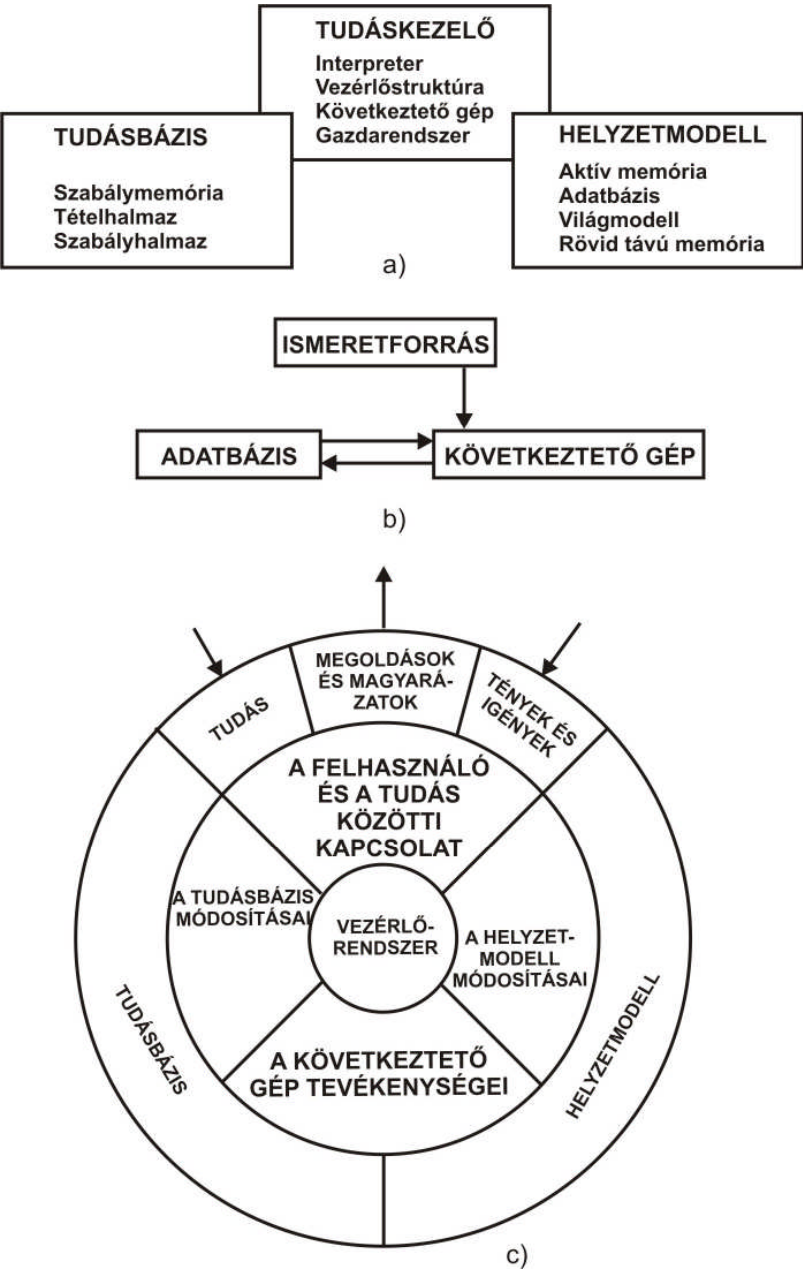 TUDÁSKEZELŐ
Interpreter
Vezérlőstruktúra
Következtető gép
Gazdarendszer
TUDÁSBÁZIS
Szabálymemória
Tételhalmaz
Szabályhalmaz
HELYZETMODELL
Aktív memória
Adatbázis
Világmodell
Rövid távú memória
a)
ISMERETFORRÁS
ADATBÁZIS
KÖVETKEZTETŐ GÉP
b)
TUDÁS
MEGOLDÁSOK
ÉS MAGYARÁ-
ZATOK
TÉNYEK ÉS
IGÉNYEK
A FELHASZNÁLÓ
ÉS A TUDÁS
KÖZÖTTI
KAPCSOLAT
A TUDÁSBÁZIS
MÓDOSÍTÁSAI
VEZÉRLŐ-
RENDSZER
A HELYZET-
MODELL
MÓDOSÍTÁSAI
TUDÁSBÁZIS
A KÖVETKEZTETŐ
GÉP TEVÉKENYSÉGEI
HELYZETMODELL
c)